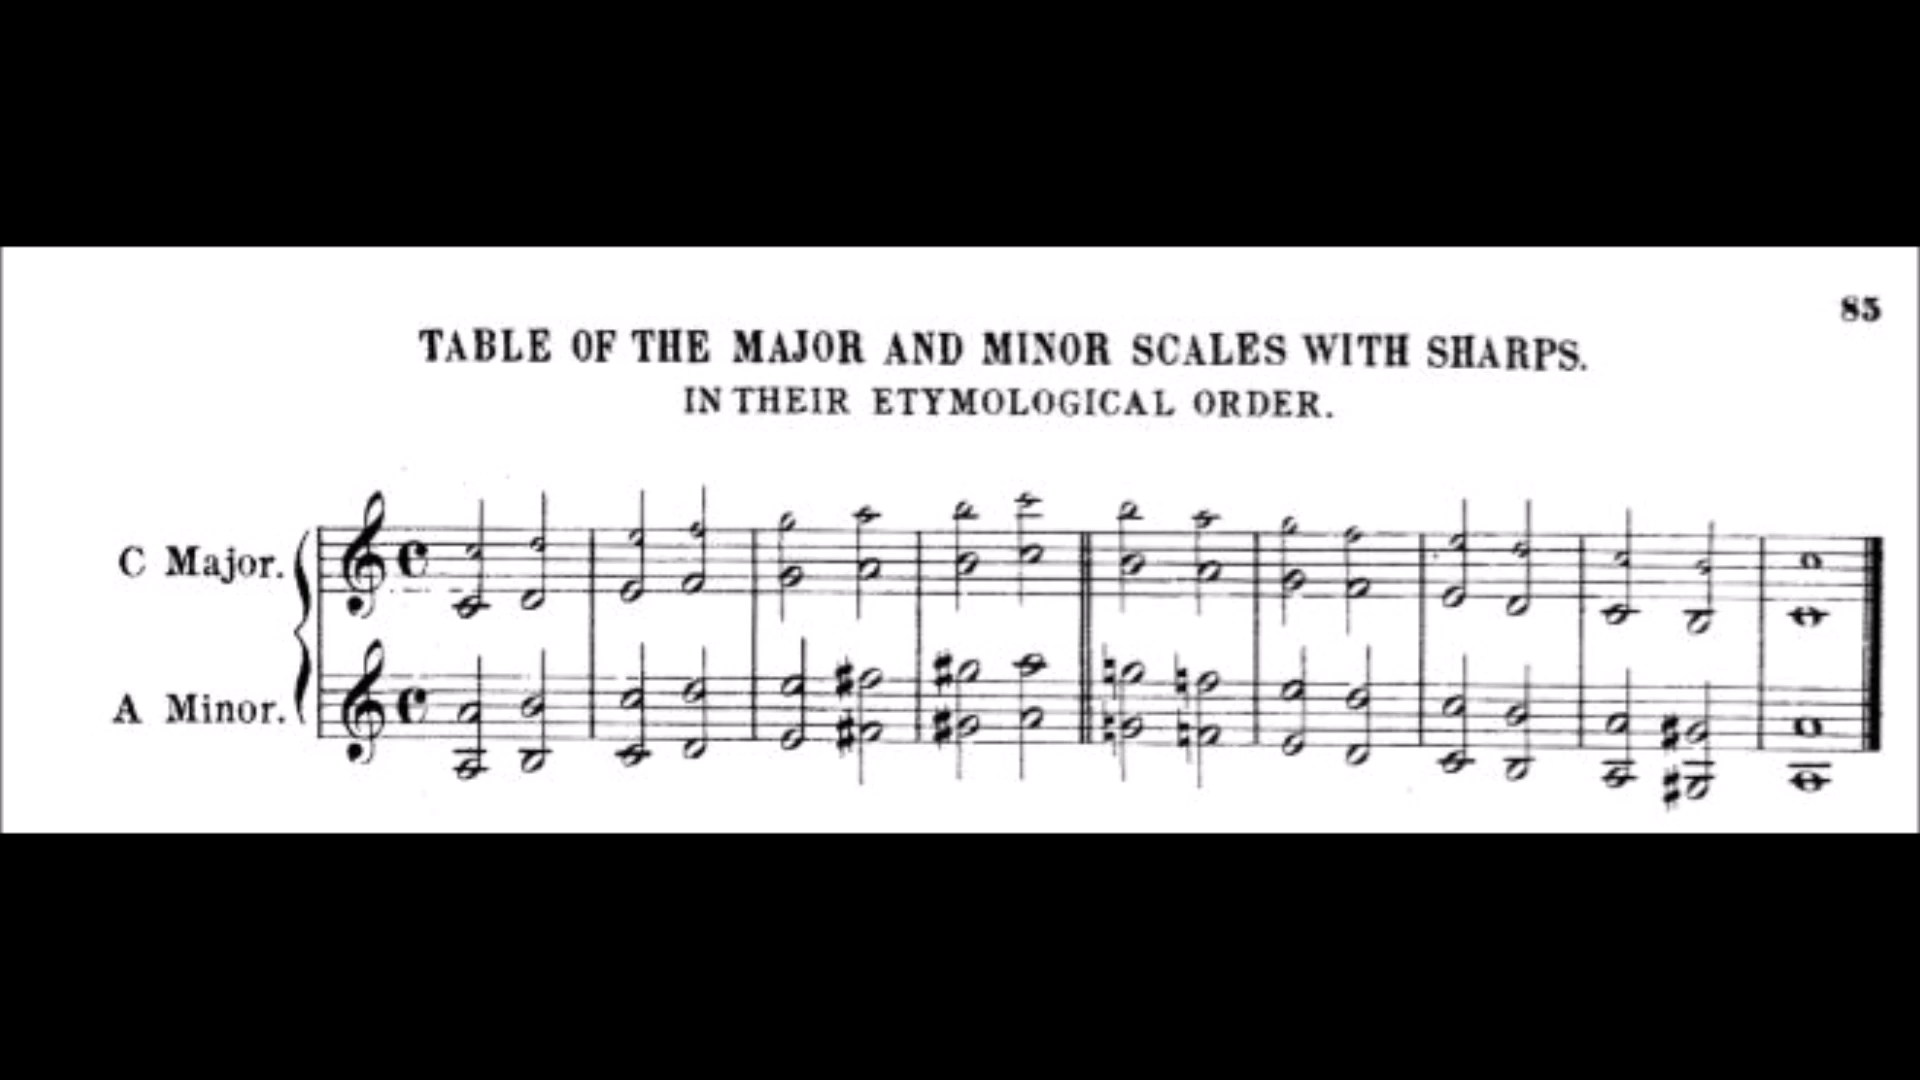 85
TABLE OF THE MAJOR AND MINOR SCALES WITH SHARPS.
IN THEIR ETYMOLOGICAL ORDER.
C Major.
A Minor.